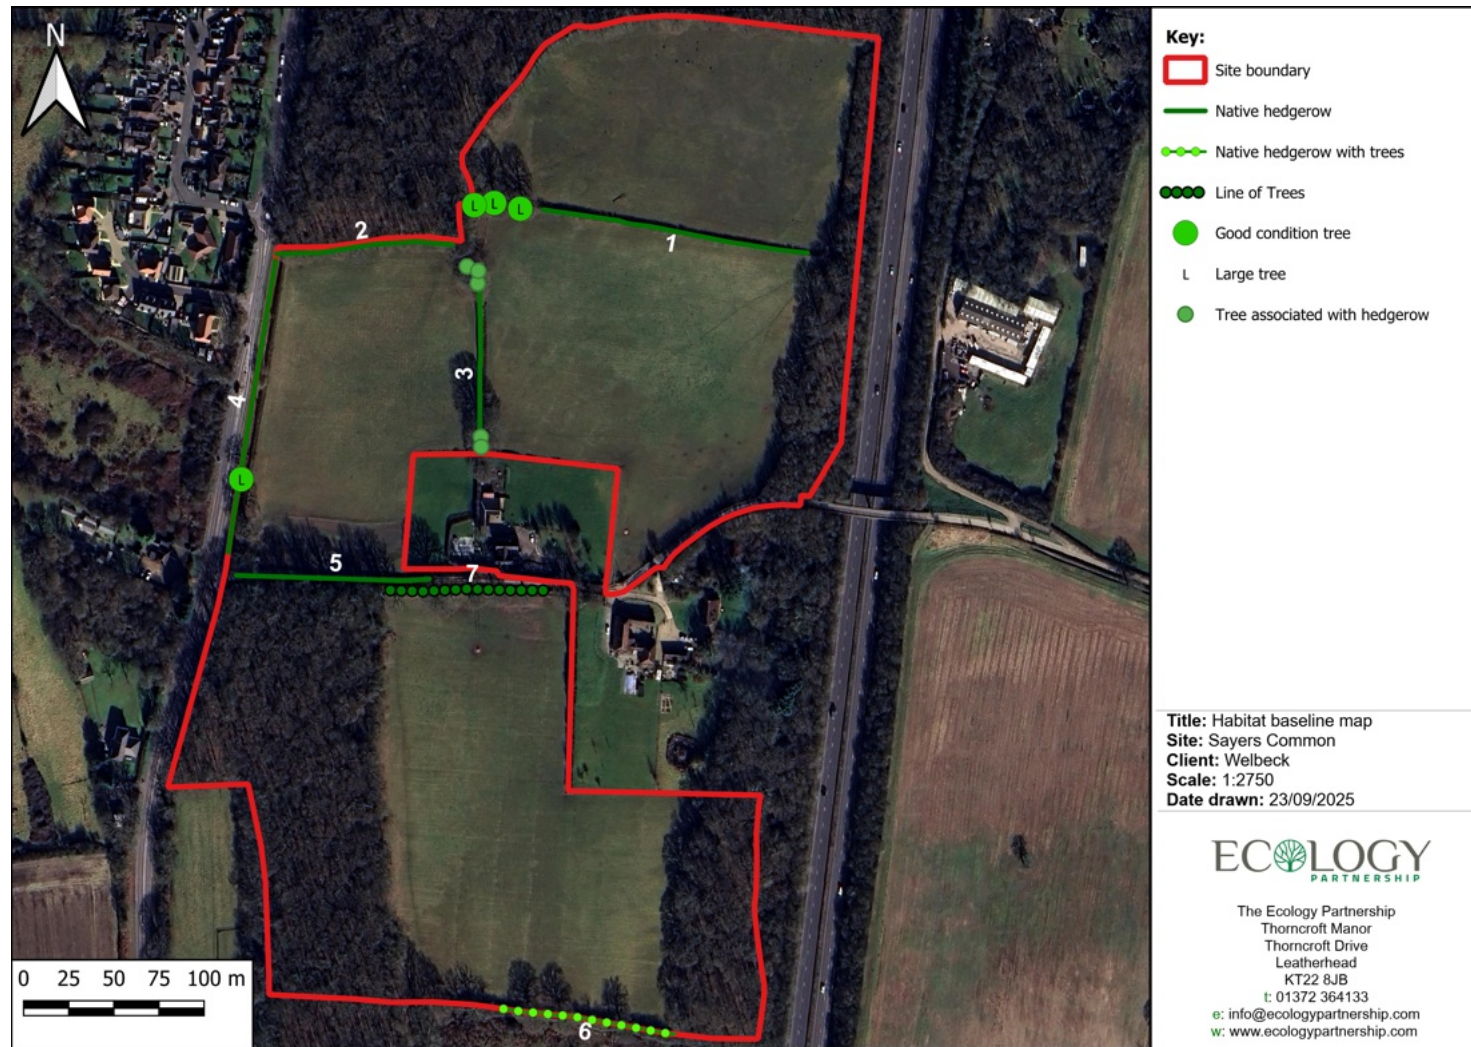 N
L L L
1
2
3
4
L
5
7
6
0 25 50 75 100 m
Key:
Site boundary
Native hedgerow
Native hedgerow with trees
Line of Trees
Good condition tree
L Large tree
Tree associated with hedgerow
Title: Habitat baseline map
Site: Sayers Common
Client: Welbeck
Scale: 1:2750
Date drawn: 23/09/2025
ECOLOGY
PARTNERSHIP
The Ecology Partnership
Thorncroft Manor
Thorncroft Drive
Leatherhead
KT22 8JB
t: 01372 364133
e: info@ecologypartnership.com
w: www.ecologypartnership.com